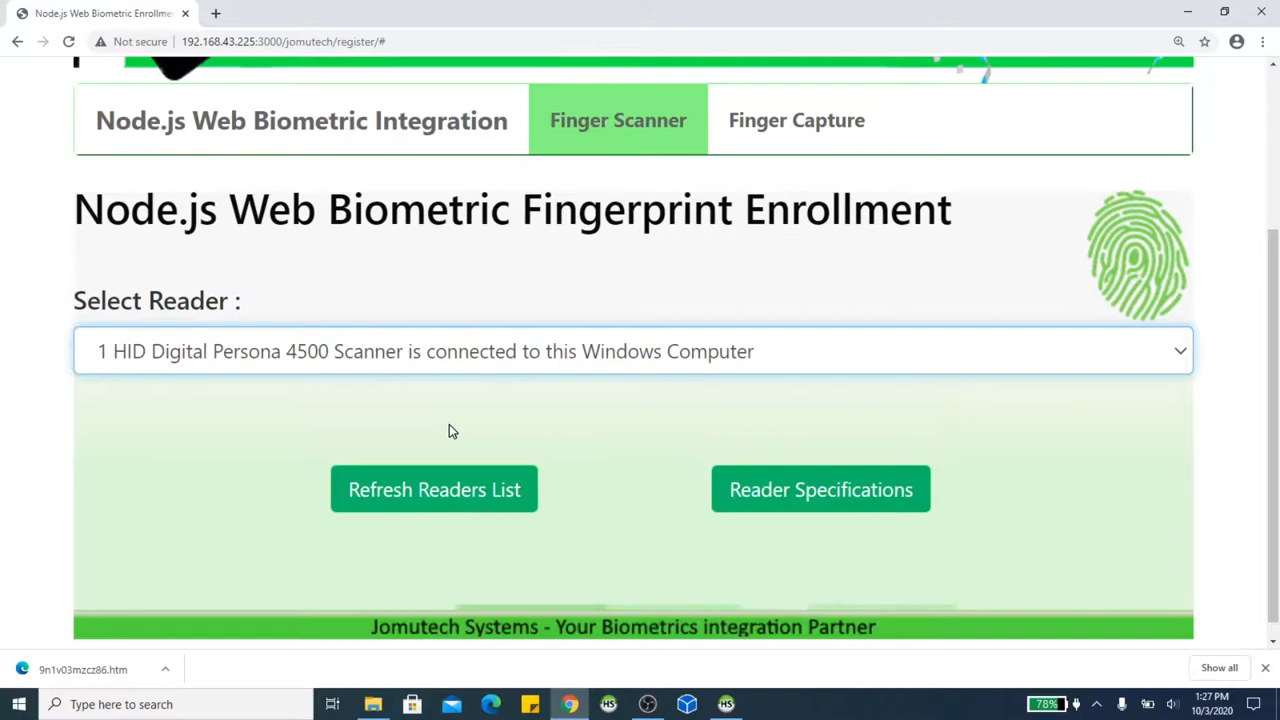 Node.js Web Biometric Enrollme
Not secure
192.168.43.225:3000/jomutech/register/#
Node.js Web Biometric Integration
Finger Scanner
Finger Capture
Node.js Web Biometric Fingerprint Enrollment
Select Reader :
1 HID Digital Persona 4500 Scanner is connected to this Windows Computer
Refresh Readers List
Reader Specifications
Jomutech Systems - Your Biometrics integration Partner
9n1v03mzcz86.htm
Show all
Type here to search
HS
HS
78%
1:27 PM
10/3/2020